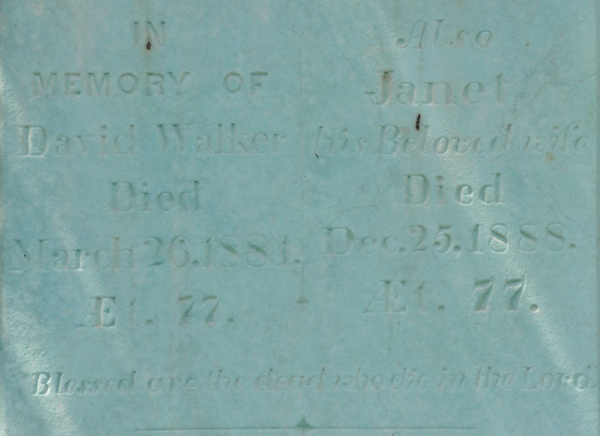 IN
MEMORY OF
David Walker
Died
March 26. 1881.
Æt. 77.
Also
Janet,
his Beloved wife
Died
Dec. 25, 1888.
Æt. 77.
Blessed are the dead who die in the Lord.